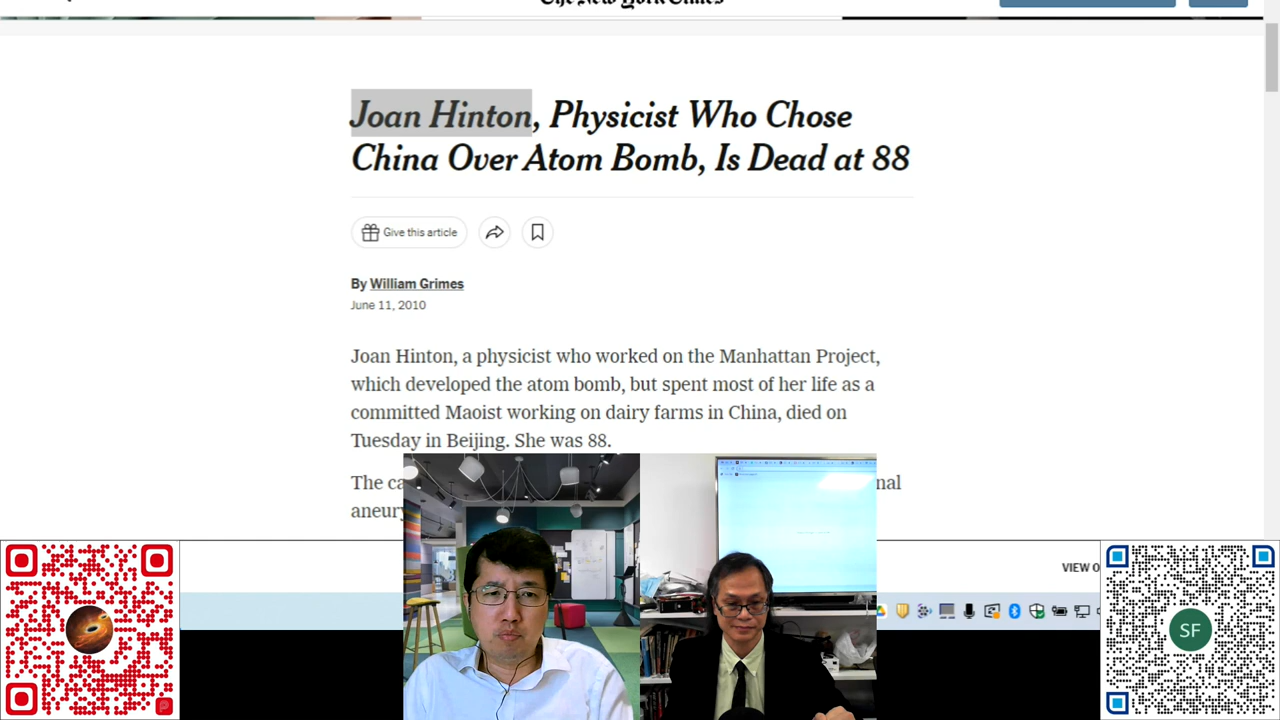 The New York Times
Joan Hinton, Physicist Who Chose
China Over Atom Bomb, Is Dead at 88
Give this article
By William Grimes
June 11, 2010
Joan Hinton, a physicist who worked on the Manhattan Project,
which developed the atom bomb, but spent most of her life as a
committed Maoist working on dairy farms in China, died on
Tuesday in Beijing. She was 88.
The ca
nal
aneury
VIEW O
SF